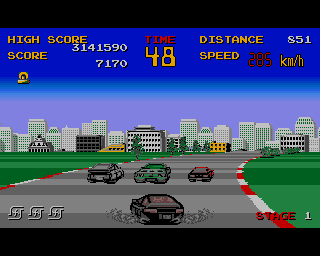 HIGH SCORE 3141590
SCORE 7170
TIME
48
DISTANCE 851
SPEED 285 km/h
S S S
STAGE 1